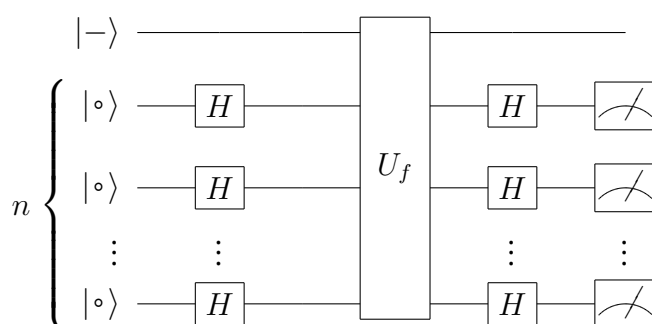 |−⟩
|∘⟩ H H
|∘⟩ H U_f H
n
⋮ ⋮ ⋮ ⋮
|∘⟩ H H